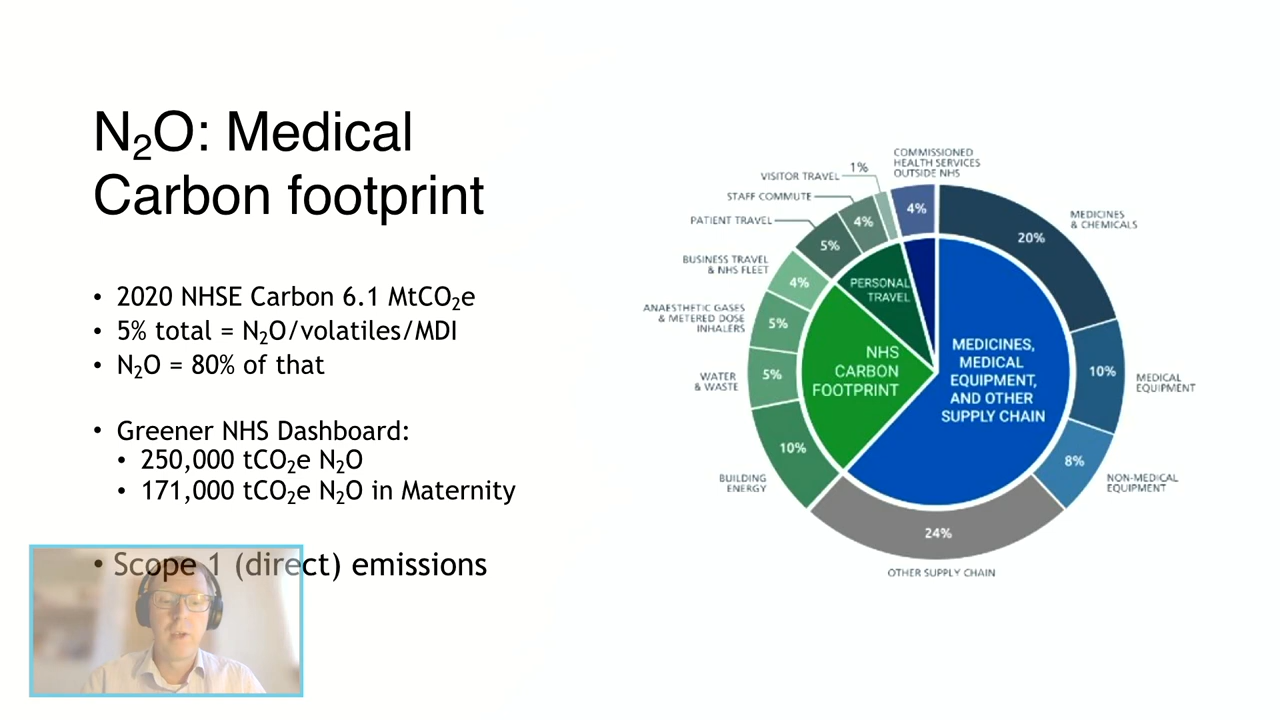 N₂O: Medical
Carbon footprint
• 2020 NHSE Carbon 6.1 MtCO₂e
• 5% total = N₂O/volatiles/MDI
• N₂O = 80% of that
• Greener NHS Dashboard:
• 250,000 tCO₂e N₂O
• 171,000 tCO₂e N₂O in Maternity
• Scope 1 (direct) emissions
COMMISSIONED
HEALTH SERVICES
OUTSIDE NHS
4%
1%
VISITOR TRAVEL
STAFF COMMUTE
4%
PATIENT TRAVEL
5%
BUSINESS TRAVEL
& NHS FLEET
4%
ANAESTHETIC GASES
& METERED DOSE
INHALERS
5%
WATER
& WASTE
5%
BUILDING
ENERGY
10%
PERSONAL
TRAVEL
NHS
CARBON
FOOTPRINT
MEDICINES,
MEDICAL
EQUIPMENT,
AND OTHER
SUPPLY CHAIN
MEDICINES
& CHEMICALS
20%
10%
MEDICAL
EQUIPMENT
8%
NON-MEDICAL
EQUIPMENT
24%
OTHER SUPPLY CHAIN